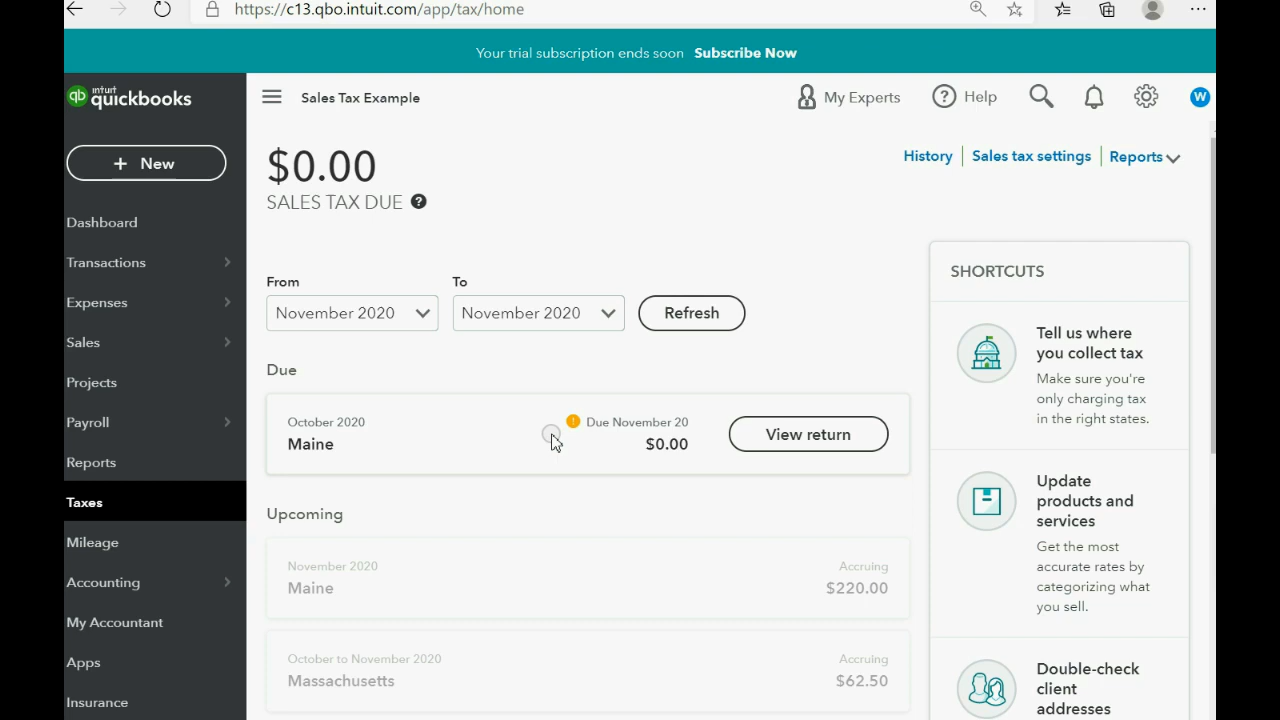 https://c13.qbo.intuit.com/app/tax/home
Your trial subscription ends soon Subscribe Now
qb intuit quickbooks
Sales Tax Example
My Experts
? Help
W
+ New
Dashboard
Transactions
Expenses
Sales
Projects
Payroll
Reports
Taxes
Mileage
Accounting
My Accountant
Apps
Insurance
$0.00
SALES TAX DUE ?
History
Sales tax settings
Reports
From
To
November 2020
November 2020
Refresh
Due
October 2020
Maine
! Due November 20
$0.00
View return
Upcoming
November 2020
Maine
Accruing
$220.00
October to November 2020
Massachusetts
Accruing
$62.50
SHORTCUTS
Tell us where
you collect tax
Make sure you're
only charging tax
in the right states.
Update
products and
services
Get the most
accurate rates by
categorizing what
you sell.
Double-check
client
addresses